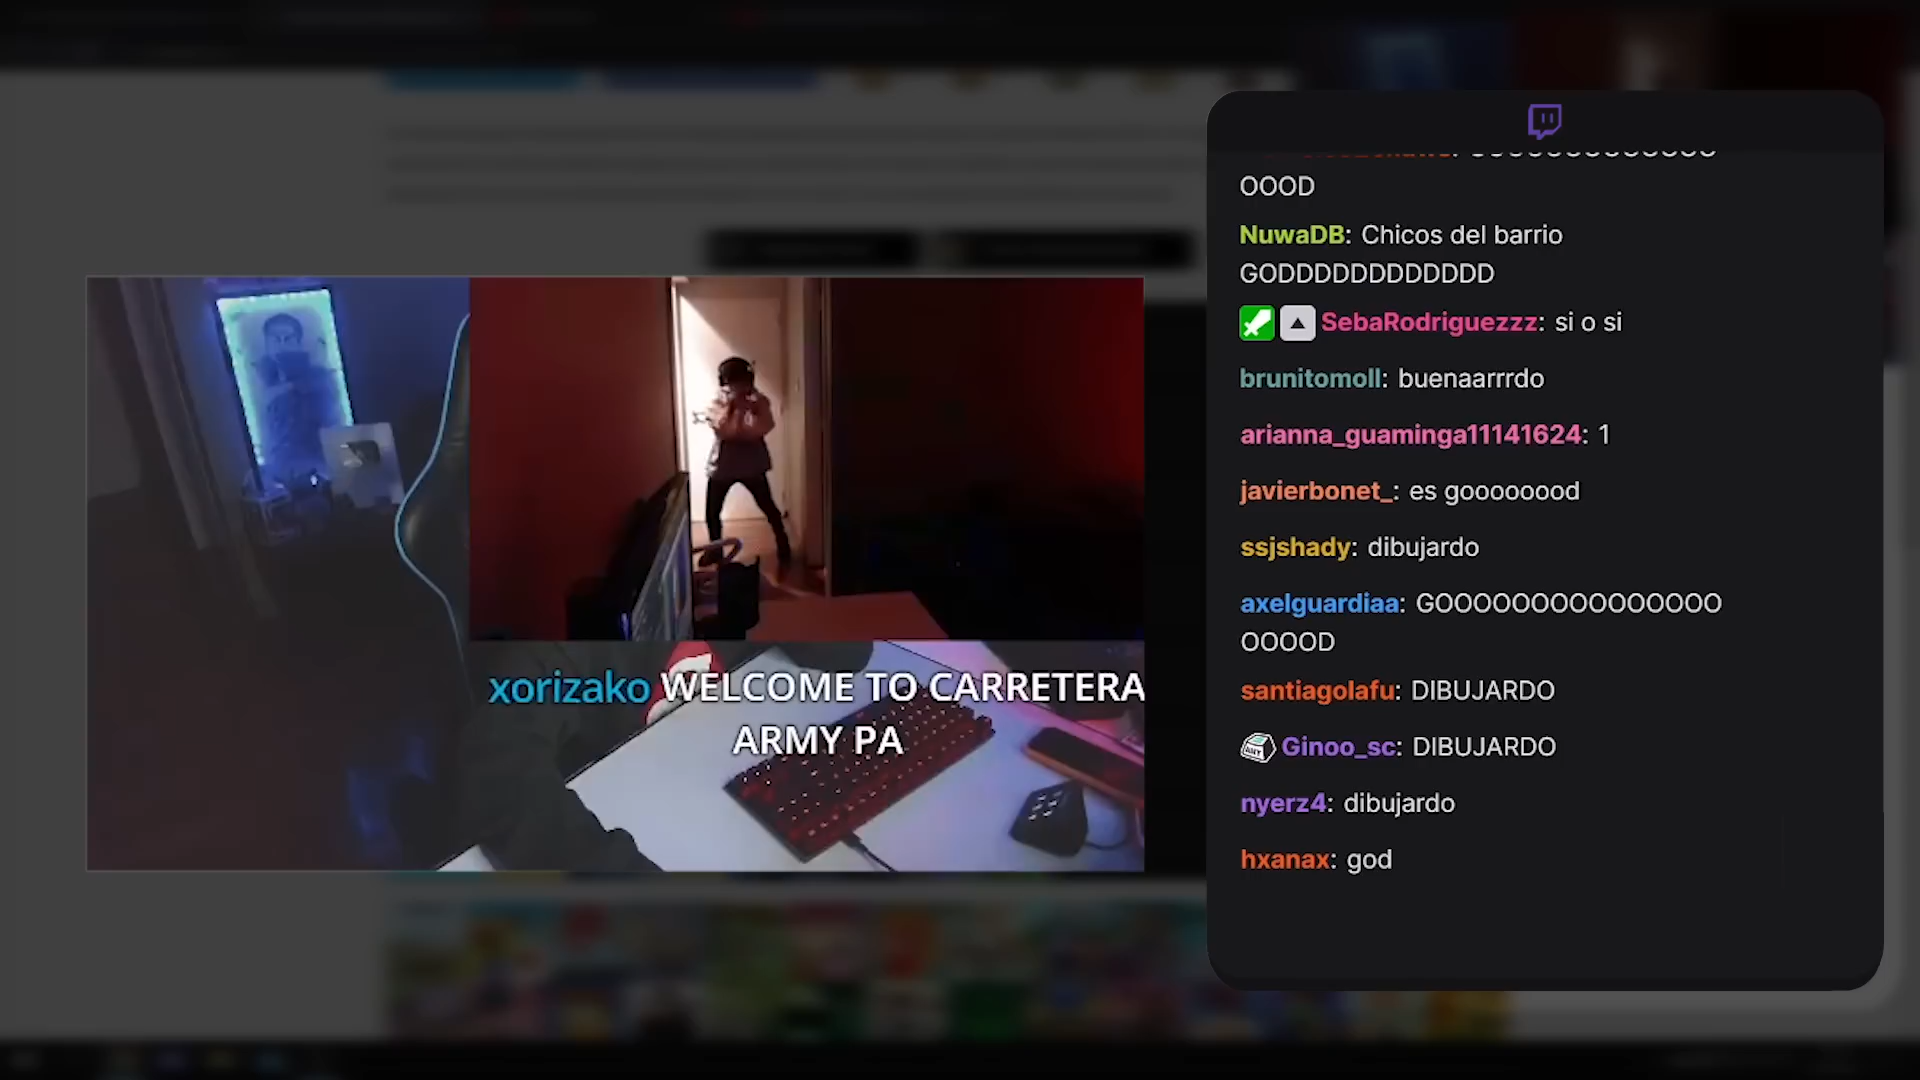 OOOD
NuwaDB: Chicos del barrio
GODDDDDDDDDDDD
SebaRodriguezzz: si o si
brunitomoll: buenaarrrdo
arianna_guaminga11141624: 1
javierbonet_: es goooooood
ssjshady: dibujardo
axelguardiaa: GOOOOOOOOOOOOOOO
OOOOD
santiagolafu: DIBUJARDO
Ginoo_sc: DIBUJARDO
nyerz4: dibujardo
hxanax: god
xorizako WELCOME TO CARRETERA
ARMY PA